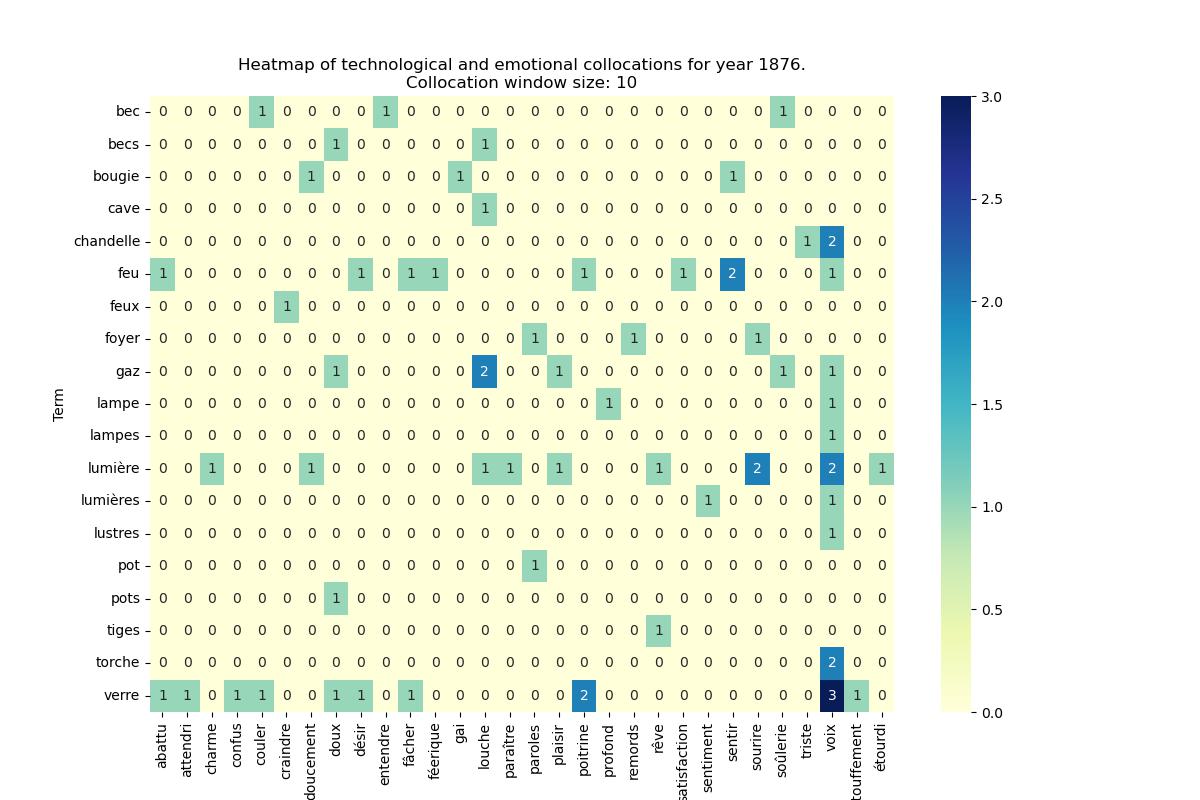 Heatmap of technological and emotional collocations for year 1876.
Collocation window size: 10
Term
bec 0 0 0 0 1 0 0 0 0 1 0 0 0 0 0 0 0 0 0 0 0 0 0 0 0 1 0 0 0 0
becs 0 0 0 0 0 0 0 1 0 0 0 0 0 1 0 0 0 0 0 0 0 0 0 0 0 0 0 0 0 0
bougie 0 0 0 0 0 0 1 0 0 0 0 0 1 0 0 0 0 0 0 0 0 0 0 1 0 0 0 0 0 0
cave 0 0 0 0 0 0 0 0 0 0 0 0 0 1 0 0 0 0 0 0 0 0 0 0 0 0 0 0 0 0
chandelle 0 0 0 0 0 0 0 0 0 0 0 0 0 0 0 0 0 0 0 0 0 0 0 0 0 0 1 2 0 0
feu 1 0 0 0 0 0 0 0 1 0 1 1 0 0 0 0 0 1 0 0 0 1 0 2 0 0 0 1 0 0
feux 0 0 0 0 0 1 0 0 0 0 0 0 0 0 0 0 0 0 0 0 0 0 0 0 0 0 0 0 0 0
foyer 0 0 0 0 0 0 0 0 0 0 0 0 0 0 0 1 0 0 0 1 0 0 0 0 1 0 0 0 0 0
gaz 0 0 0 0 0 0 0 1 0 0 0 0 0 2 0 0 1 0 0 0 0 0 0 0 0 1 0 1 0 0
lampe 0 0 0 0 0 0 0 0 0 0 0 0 0 0 0 0 0 0 1 0 0 0 0 0 0 0 0 1 0 0
lampes 0 0 0 0 0 0 0 0 0 0 0 0 0 0 0 0 0 0 0 0 0 0 0 0 0 0 0 1 0 0
lumière 0 0 1 0 0 0 1 0 0 0 0 0 0 1 1 0 1 0 0 0 1 0 0 0 2 0 0 2 0 1
lumières 0 0 0 0 0 0 0 0 0 0 0 0 0 0 0 0 0 0 0 0 0 0 1 0 0 0 0 1 0 0
lustres 0 0 0 0 0 0 0 0 0 0 0 0 0 0 0 0 0 0 0 0 0 0 0 0 0 0 0 1 0 0
pot 0 0 0 0 0 0 0 0 0 0 0 0 0 0 0 1 0 0 0 0 0 0 0 0 0 0 0 0 0 0
pots 0 0 0 0 0 0 0 1 0 0 0 0 0 0 0 0 0 0 0 0 0 0 0 0 0 0 0 0 0 0
tiges 0 0 0 0 0 0 0 0 0 0 0 0 0 0 0 0 0 0 0 0 1 0 0 0 0 0 0 0 0 0
torche 0 0 0 0 0 0 0 0 0 0 0 0 0 0 0 0 0 0 0 0 0 0 0 0 0 0 0 2 0 0
verre 1 1 0 1 1 0 0 1 1 0 1 0 0 0 0 0 0 2 0 0 0 0 0 0 0 0 0 3 1 0
abattu
attendri
charme
confus
couler
craindre
doucement
doux
désir
entendre
fâcher
féerique
gai
louche
paraître
paroles
plaisir
poitrine
profond
remords
rêve
satisfaction
sentiment
sentir
sourire
soûlerie
triste
voix
touffement
étourdi
3.0
2.5
2.0
1.5
1.0
0.5
0.0